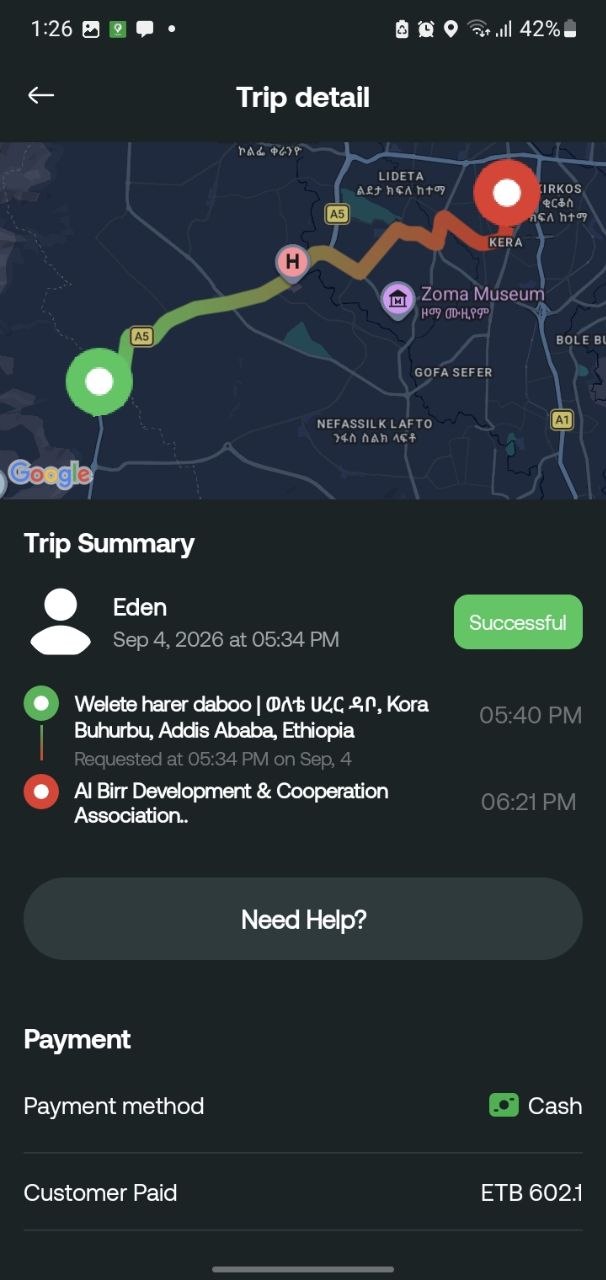 1:26
42%
Trip detail
ኮልፌ ቀራንዮ
LIDETA
ልደታ ክፍለ ከተማ
KIRKOS
ቂርቆስ
ክፍለ ከተማ
A5
KERA
H
Zoma Museum
ዞማ ሙዚየም
A5
BOLE BU
GOFA SEFER
A1
NEFASSILK LAFTO
ንፋስ ስልክ ላፍቶ
Google
Trip Summary
Eden
Sep 4, 2026 at 05:34 PM
Successful
Welete harer daboo | ወለቴ ሀረር ዳቦ, Kora
Buhurbu, Addis Ababa, Ethiopia
05:40 PM
Requested at 05:34 PM on Sep, 4
Al Birr Development & Cooperation
Association..
06:21 PM
Need Help?
Payment
Payment method
Cash
Customer Paid
ETB 602.1